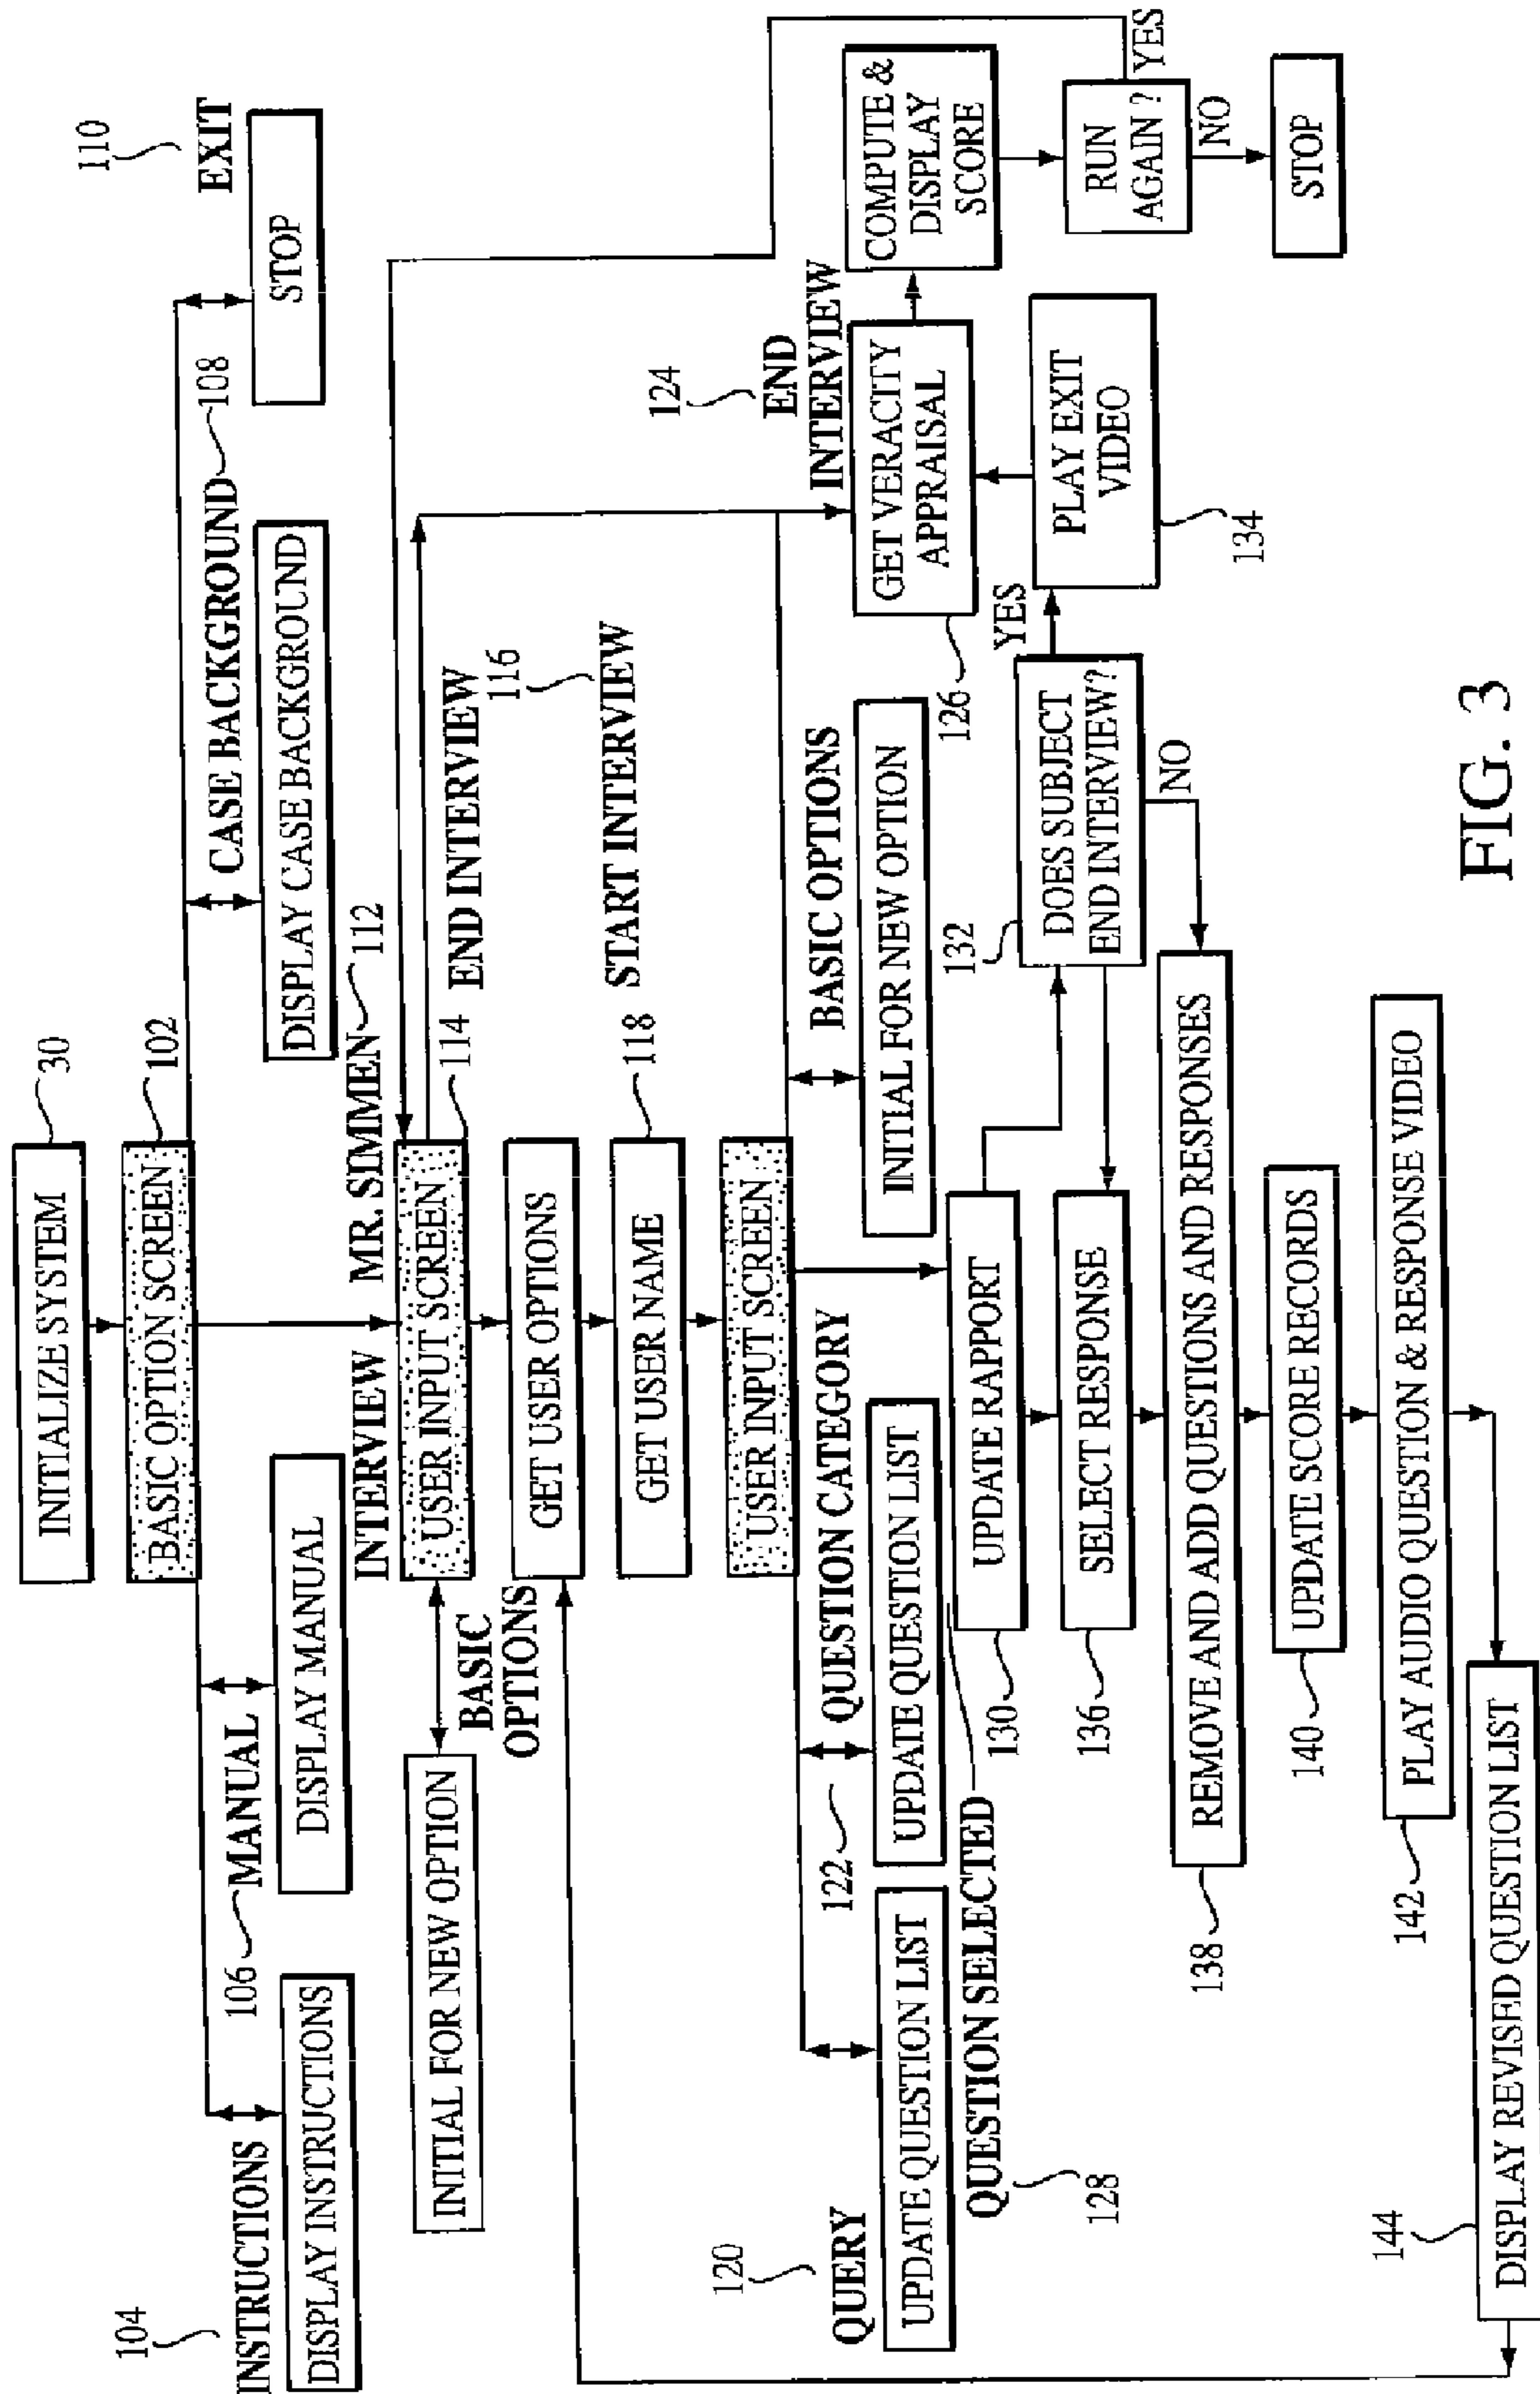 INITIALIZE SYSTEM
30
BASIC OPTION SCREEN
102
104
INSTRUCTIONS
DISPLAY INSTRUCTIONS
106
MANUAL
DISPLAY MANUAL
CASE BACKGROUND
108
DISPLAY CASE BACKGROUND
110
EXIT
STOP
INTERVIEW
MR. SIMMEN
112
USER INPUT SCREEN
114
END INTERVIEW
INITIAL FOR NEW OPTION
BASIC
OPTIONS
GET USER OPTIONS
116
START INTERVIEW
GET USER NAME
118
USER INPUT SCREEN
120
QUERY
UPDATE QUESTION LIST
122
QUESTION CATEGORY
UPDATE QUESTION LIST
BASIC OPTIONS
INITIAL FOR NEW OPTION
124
END
INTERVIEW
GET VERACITY
APPRAISAL
126
COMPUTE &
DISPLAY
SCORE
RUN
AGAIN ?
YES
NO
STOP
QUESTION SELECTED
128
UPDATE RAPPORT
130
132
DOES SUBJECT
END INTERVIEW?
YES
NO
PLAY EXIT
VIDEO
134
SELECT RESPONSE
136
REMOVE AND ADD QUESTIONS AND RESPONSES
138
UPDATE SCORE RECORDS
140
PLAY AUDIO QUESTION & RESPONSE VIDEO
142
DISPLAY REVISED QUESTION LIST
144
FIG. 3